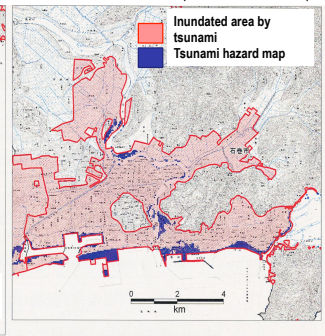 Inundated area by
tsunami
Tsunami hazard map
石巻市
0 2 4
km